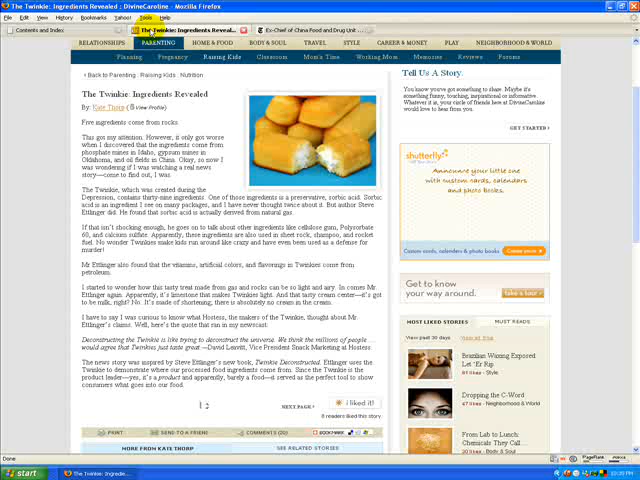 The Twinkie: Ingredients Revealed : DivineCaroline - Mozilla Firefox
Edit View History Bookmarks Yahoo! Tools Help
Contents and Index
The Twinkie: Ingredients Reveal...
Ex-Chief of China Food and Drug Unit ...
RELATIONSHIPS PARENTING HOME & FOOD BODY & SOUL TRAVEL STYLE CAREER & MONEY PLAY NEIGHBORHOOD & WORLD
Planning Pregnancy Raising Kids Classroom Mom's Time Working Mom Memories Reviews Forums
‹ Back to Parenting : Raising Kids : Nutrition
The Twinkie: Ingredients Revealed
By: Kate Thorp ( View Profile)
Five ingredients come from rocks.
This got my attention. However, it only got worse
when I discovered that the ingredients come from
phosphate mines in Idaho, gypsum mines in
Oklahoma, and oil fields in China. Okay, so now I
was wondering if I was watching a real news
story—come to find out, I was.
The Twinkie, which was created during the
Depression, contains thirty-nine ingredients. One of those ingredients is a preservative, sorbic acid. Sorbic
acid is an ingredient I see on many packages, and I have never thought twice about it. But author Steve
Ettlinger did. He found that sorbic acid is actually derived from natural gas.
If that isn't shocking enough, he goes on to talk about other ingredients like cellulose gum, Polysorbate
60, and calcium sulfate. Apparently, these ingredients are also used in sheet rock, shampoo, and rocket
fuel. No wonder Twinkies make kids run around like crazy and have even been used as a defense for
murder!
Mr Ettlinger also found that the vitamins, artificial colors, and flavorings in Twinkies come from
petroleum.
I started to wonder how this tasty treat made from gas and rocks can be so light and airy. In comes Mr.
Ettlinger again. Apparently, it's limestone that makes Twinkies light. And that tasty cream center—it's got
to be milk, right? No. It's made of shortening; there is absolutely no cream in the cream.
I have to say I was curious to know what Hostess, the makers of the Twinkie, thought about Mr
Ettlinger's claims. Well, here's the quote that ran in my newscast:
Deconstructing the Twinkie is like trying to deconstruct the universe. We think the millions of people ...
would agree that Twinkies just taste great.—David Leavitt, Vice President Snack Marketing at Hostess.
The news story was inspired by Steve Ettlinger's new book, Twinkie Deconstructed. Ettlinger uses the
Twinkie to demonstrate where our processed food ingredients come from. Since the Twinkie is the
product leader—yes, it's a product and apparently, barely a food—it served as the perfect tool to show
consumers what goes into our food.
1 2
NEXT PAGE ›
i liked it!
8 readers liked this story
PRINT SEND TO A FRIEND COMMENTS (20) BOOKMARK
MORE FROM KATE THORP
SEE RELATED STORIES
Tell Us A Story.
You know you've got something to share. Maybe it's
something funny, touching, inspirational or informative.
Whatever it is, your circle of friends here at DivineCaroline
would love to hear from you.
GET STARTED ›
shutterfly
Announce your little one
with custom cards, calendars
and photo books.
Custom cards, calendars & photo books
Get to know
your way around.
take a tour ›
MOST LIKED STORIES
MUST READS
View past 30 days
Brazilian Waxing Exposed
Let 'Er Rip
81 likes - Style
Dropping the C-Word
47 likes - Neighborhood & World
From Lab to Lunch:
Chemicals They Call...
30 likes - Body & Soul
Done
PageRank
start
The Twinkie: Ingredie...
10:39 PM